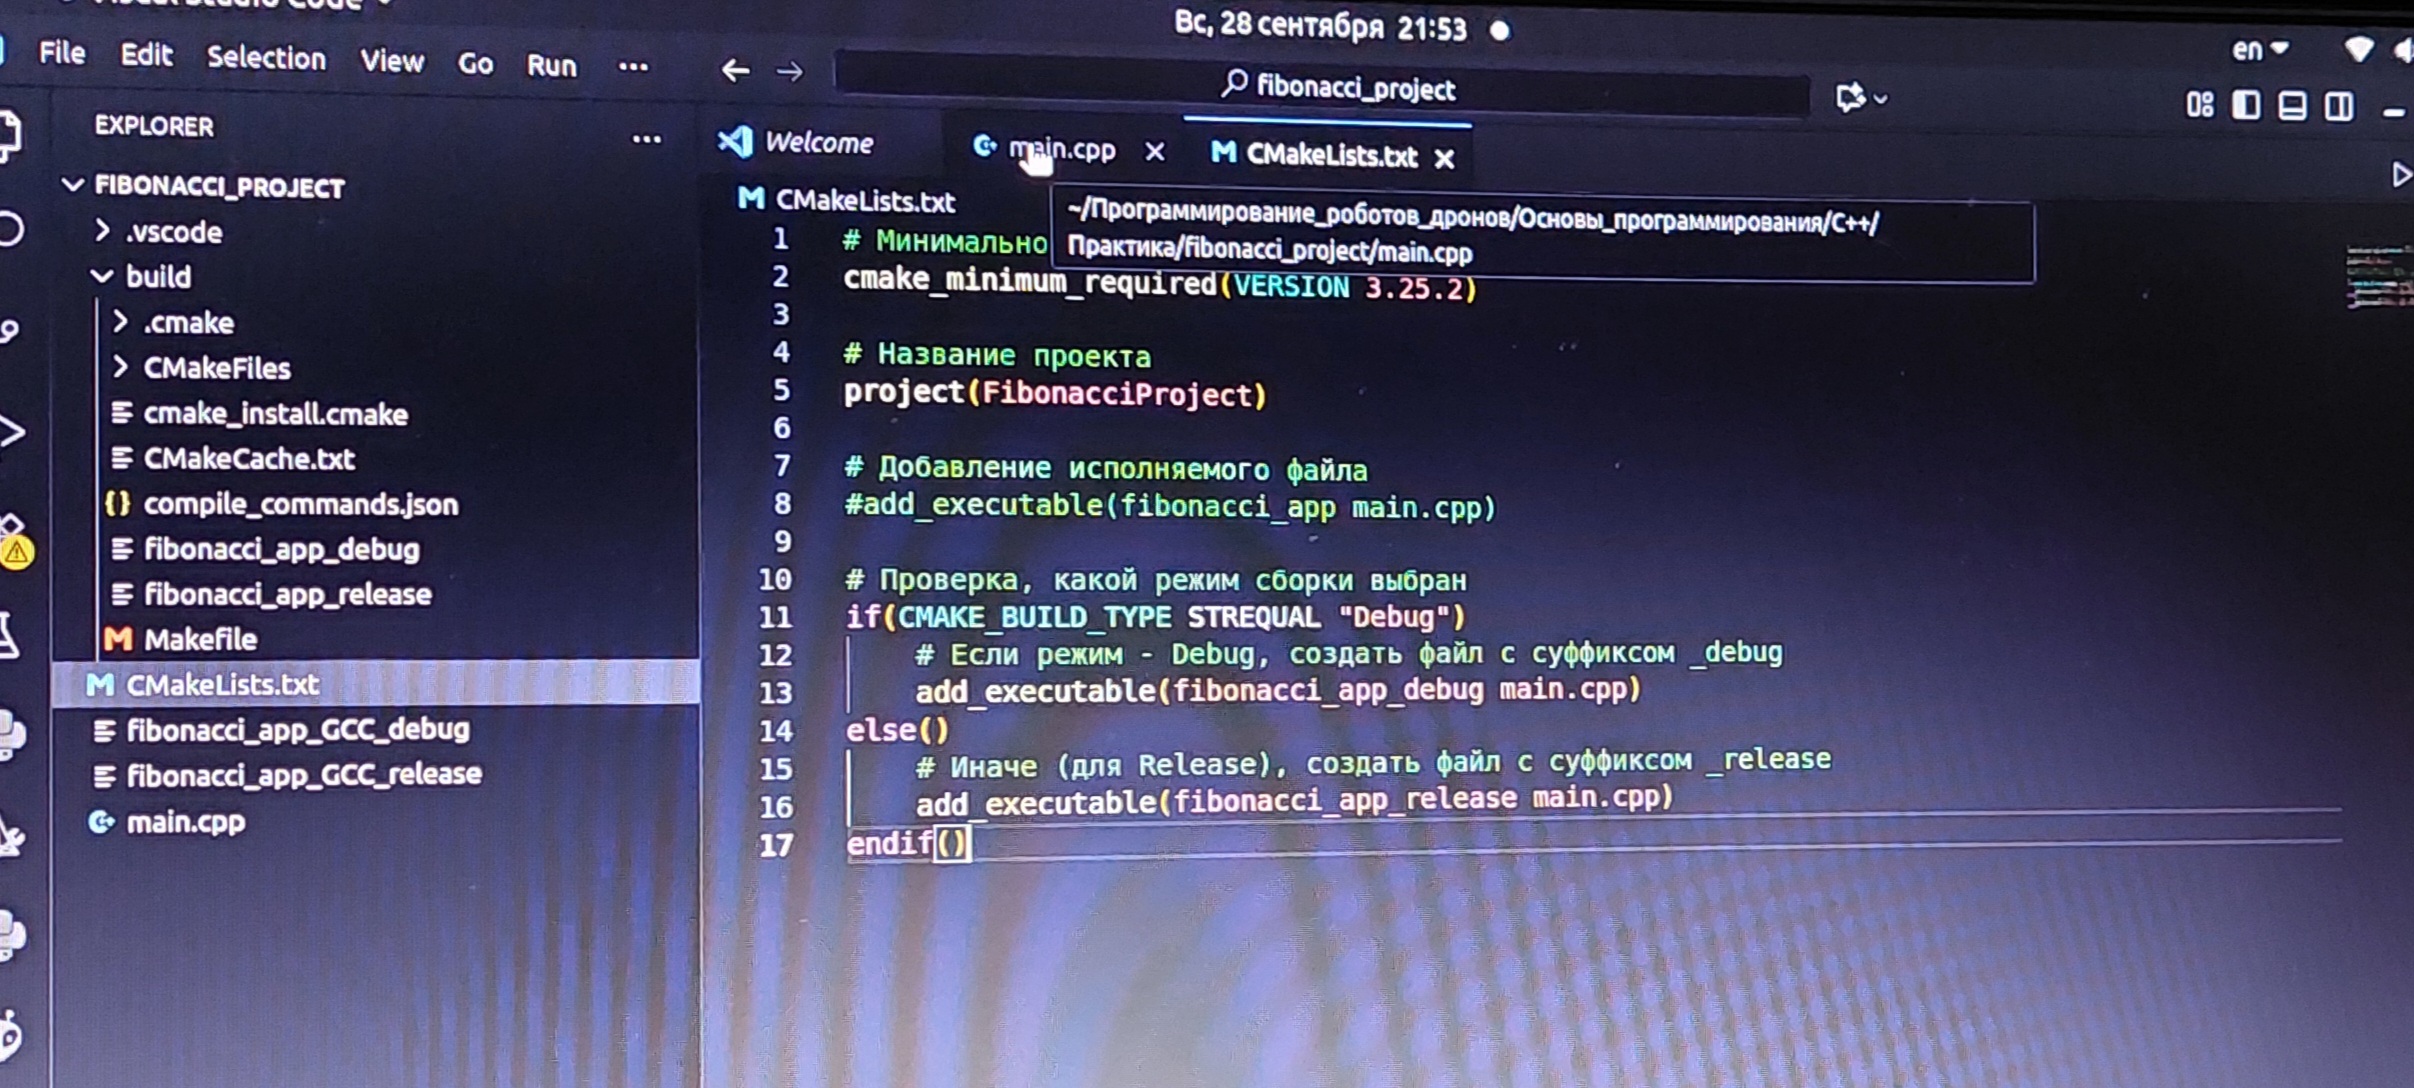 Вс, 28 сентября 21:53
en
File Edit Selection View Go Run ...
fibonacci_project
EXPLORER
...
FIBONACCI_PROJECT
.vscode
build
.cmake
CMakeFiles
cmake_install.cmake
CMakeCache.txt
{} compile_commands.json
fibonacci_app_debug
fibonacci_app_release
M Makefile
M CMakeLists.txt
fibonacci_app_GCC_debug
fibonacci_app_GCC_release
main.cpp
Welcome
main.cpp
M CMakeLists.txt
M CMakeLists.txt
~/Программирование_роботов_дронов/Основы_программирования/C++/
Практика/fibonacci_project/main.cpp
1 # Минимально
2 cmake_minimum_required(VERSION 3.25.2)
3
4 # Название проекта
5 project(FibonacciProject)
6
7 # Добавление исполняемого файла
8 #add_executable(fibonacci_app main.cpp)
9
10 # Проверка, какой режим сборки выбран
11 if(CMAKE_BUILD_TYPE STREQUAL "Debug")
12 # Если режим - Debug, создать файл с суффиксом _debug
13 add_executable(fibonacci_app_debug main.cpp)
14 else()
15 # Иначе (для Release), создать файл с суффиксом _release
16 add_executable(fibonacci_app_release main.cpp)
17 endif()